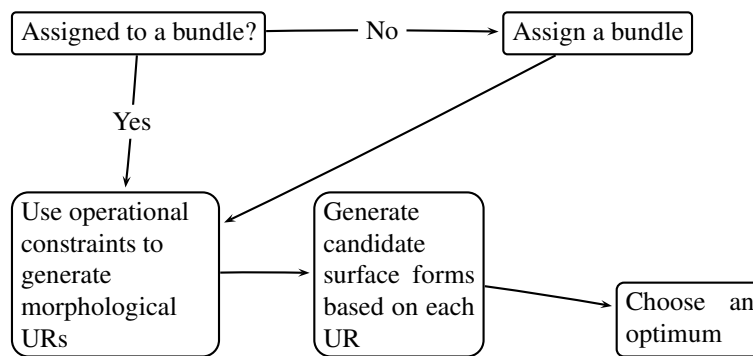 Assigned to a bundle?
No
Assign a bundle
Yes
Use operational
constraints to
generate
morphological
URs
Generate
candidate
surface forms
based on each
UR
Choose an
optimum